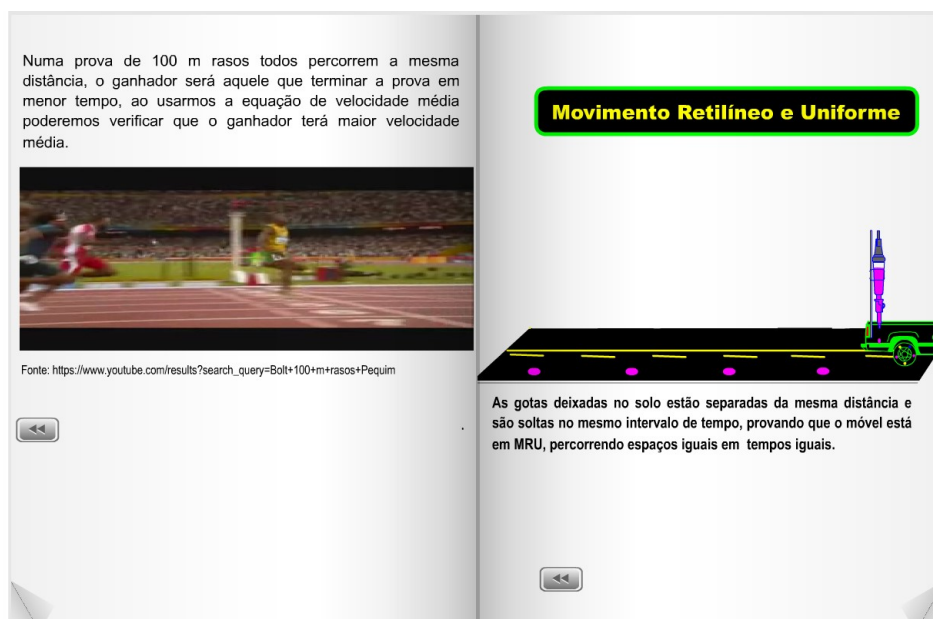 Numa prova de 100 m rasos todos percorrem a mesma
distância, o ganhador será aquele que terminar a prova em
menor tempo, ao usarmos a equação de velocidade média
poderemos verificar que o ganhador terá maior velocidade
média.
Fonte: https://www.youtube.com/results?search_query=Bolt+100+m+rasos+Pequim
.
Movimento Retilíneo e Uniforme
As gotas deixadas no solo estão separadas da mesma distância e
são soltas no mesmo intervalo de tempo, provando que o móvel está
em MRU, percorrendo espaços iguais em tempos iguais.